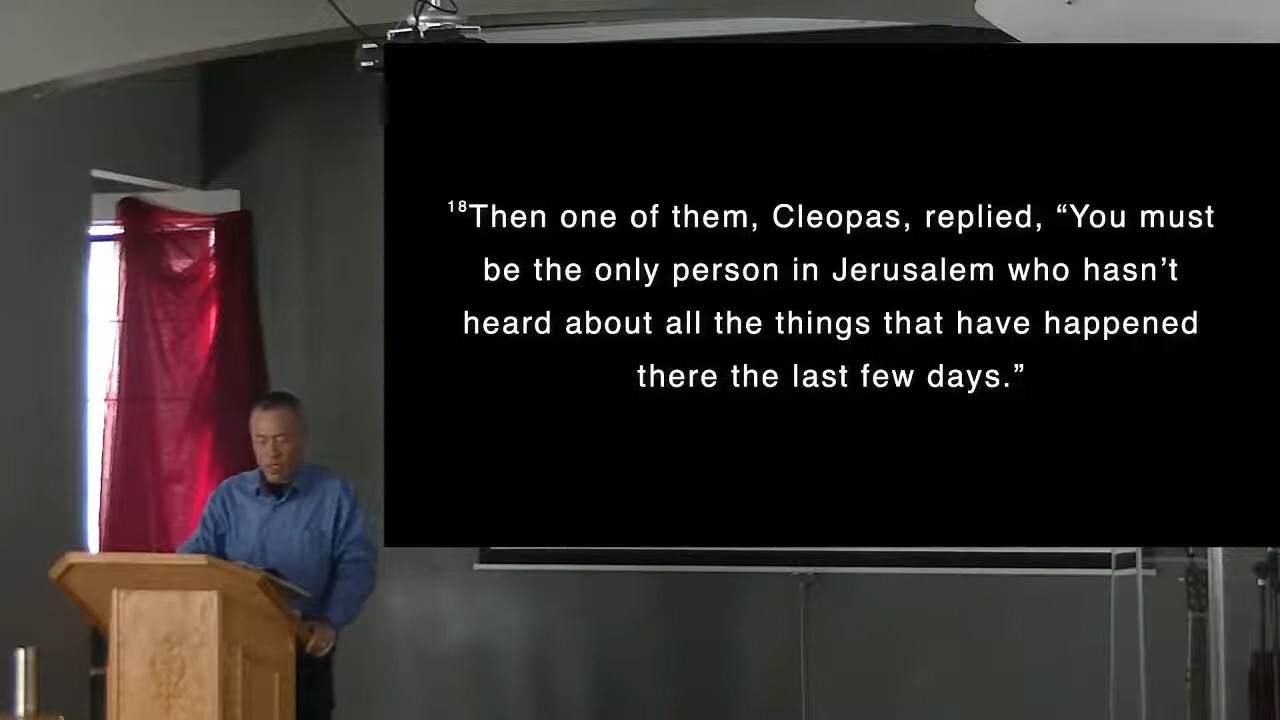 ¹⁸Then one of them, Cleopas, replied, “You must
be the only person in Jerusalem who hasn’t
heard about all the things that have happened
there the last few days.”